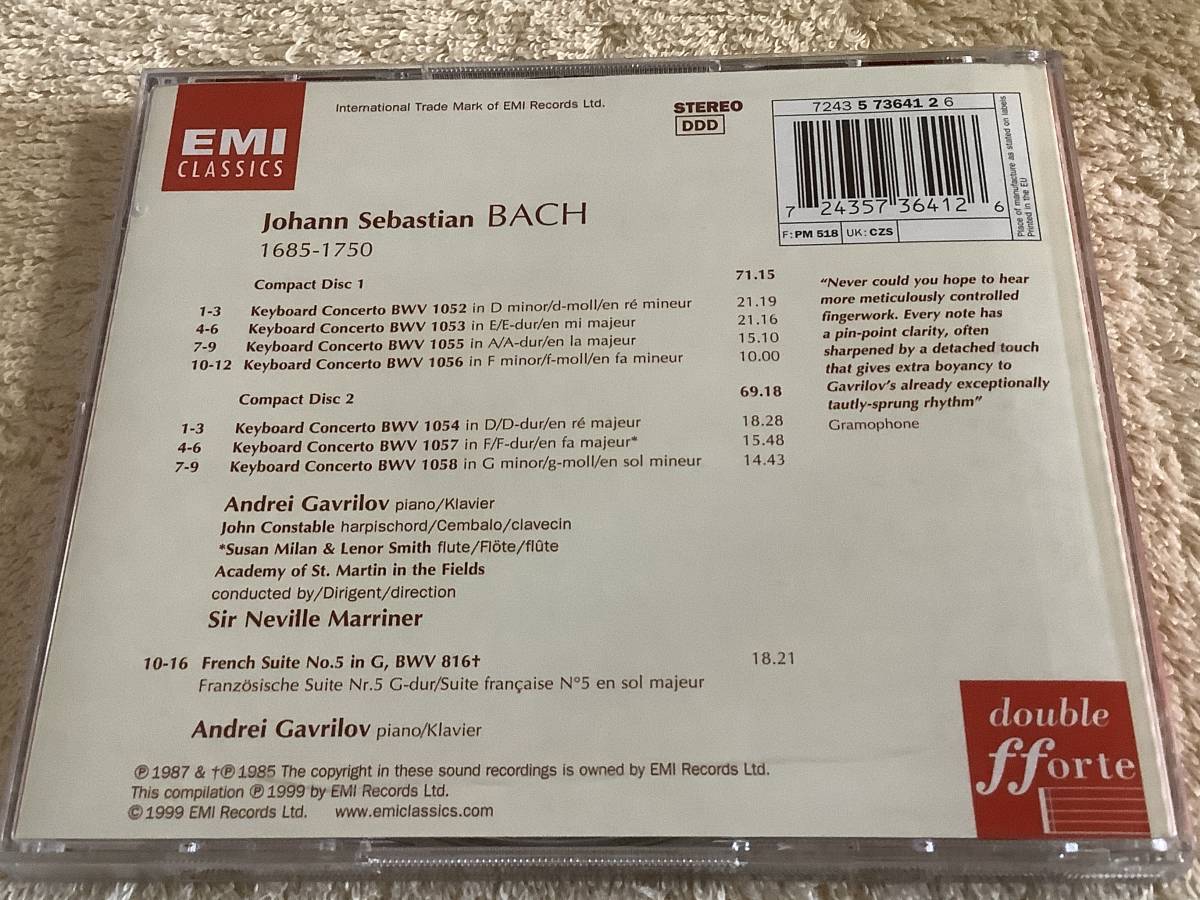 EMI
CLASSICS
International Trade Mark of EMI Records Ltd.
STEREO
DDD
7243 5 73641 2 6
7 24357 36412 6
F: PM 518 UK: CZS
Place of manufacture as stated on labels
Printed in the EU
Johann Sebastian BACH
1685-1750
Compact Disc 1 71.15
1-3 Keyboard Concerto BWV 1052 in D minor/d-moll/en ré mineur 21.19
4-6 Keyboard Concerto BWV 1053 in E/E-dur/en mi majeur 21.16
7-9 Keyboard Concerto BWV 1055 in A/A-dur/en la majeur 15.10
10-12 Keyboard Concerto BWV 1056 in F minor/f-moll/en fa mineur 10.00
Compact Disc 2 69.18
1-3 Keyboard Concerto BWV 1054 in D/D-dur/en ré majeur 18.28
4-6 Keyboard Concerto BWV 1057 in F/F-dur/en fa majeur* 15.48
7-9 Keyboard Concerto BWV 1058 in G minor/g-moll/en sol mineur 14.43
"Never could you hope to hear
more meticulously controlled
fingerwork. Every note has
a pin-point clarity, often
sharpened by a detached touch
that gives extra boyancy to
Gavrilov's already exceptionally
tautly-sprung rhythm"
Gramophone
Andrei Gavrilov piano/Klavier
John Constable harpischord/Cembalo/clavecin
*Susan Milan & Lenor Smith flute/Flöte/flûte
Academy of St. Martin in the Fields
conducted by/Dirigent/direction
Sir Neville Marriner
10-16 French Suite No.5 in G, BWV 816† 18.21
Französische Suite Nr.5 G-dur/Suite française N°5 en sol majeur
Andrei Gavrilov piano/Klavier
℗ 1987 & †℗ 1985 The copyright in these sound recordings is owned by EMI Records Ltd.
This compilation ℗ 1999 by EMI Records Ltd.
© 1999 EMI Records Ltd. www.emiclassics.com
double
fforte